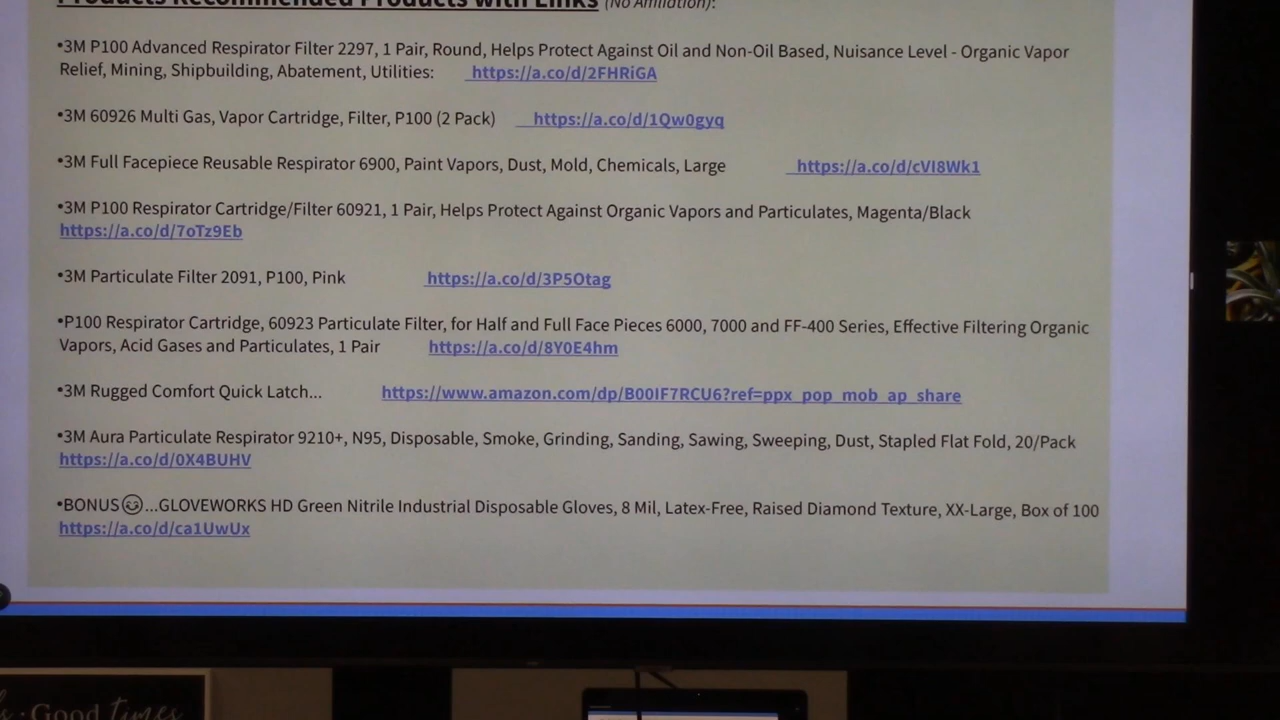 Products Recommended Products with Links (No Affiliation):
•3M P100 Advanced Respirator Filter 2297, 1 Pair, Round, Helps Protect Against Oil and Non-Oil Based, Nuisance Level - Organic Vapor
Relief, Mining, Shipbuilding, Abatement, Utilities: https://a.co/d/2FHRiGA
•3M 60926 Multi Gas, Vapor Cartridge, Filter, P100 (2 Pack) https://a.co/d/1Qw0gyq
•3M Full Facepiece Reusable Respirator 6900, Paint Vapors, Dust, Mold, Chemicals, Large https://a.co/d/cVI8Wk1
•3M P100 Respirator Cartridge/Filter 60921, 1 Pair, Helps Protect Against Organic Vapors and Particulates, Magenta/Black
https://a.co/d/7oTz9Eb
•3M Particulate Filter 2091, P100, Pink https://a.co/d/3P5Otag
•P100 Respirator Cartridge, 60923 Particulate Filter, for Half and Full Face Pieces 6000, 7000 and FF-400 Series, Effective Filtering Organic
Vapors, Acid Gases and Particulates, 1 Pair https://a.co/d/8Y0E4hm
•3M Rugged Comfort Quick Latch... https://www.amazon.com/dp/B00IF7RCU6?ref=ppx_pop_mob_ap_share
•3M Aura Particulate Respirator 9210+, N95, Disposable, Smoke, Grinding, Sanding, Sawing, Sweeping, Dust, Stapled Flat Fold, 20/Pack
https://a.co/d/0X4BUHV
•BONUS😊...GLOVEWORKS HD Green Nitrile Industrial Disposable Gloves, 8 Mil, Latex-Free, Raised Diamond Texture, XX-Large, Box of 100
https://a.co/d/ca1UwUx
Good times